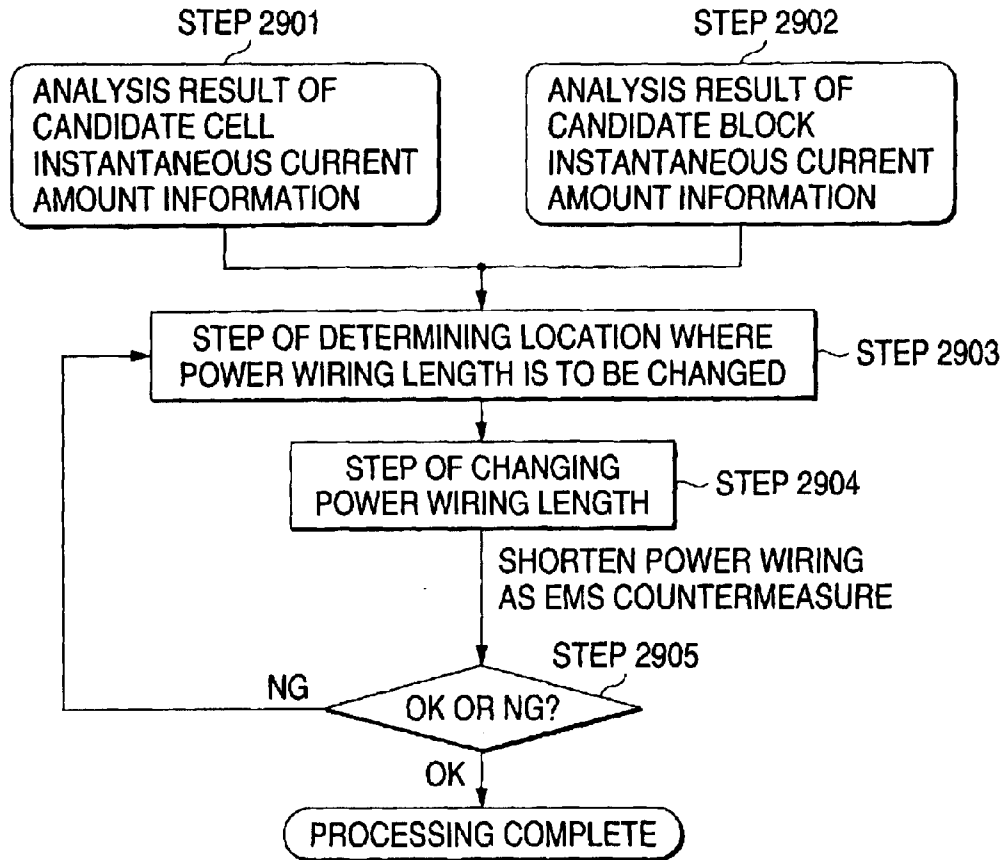 STEP 2901
ANALYSIS RESULT OF
CANDIDATE CELL
INSTANTANEOUS CURRENT
AMOUNT INFORMATION
STEP 2902
ANALYSIS RESULT OF
CANDIDATE BLOCK
INSTANTANEOUS CURRENT
AMOUNT INFORMATION
STEP OF DETERMINING LOCATION WHERE
POWER WIRING LENGTH IS TO BE CHANGED
STEP 2903
STEP OF CHANGING
POWER WIRING LENGTH
STEP 2904
SHORTEN POWER WIRING
AS EMS COUNTERMEASURE
STEP 2905
NG
OK OR NG?
OK
PROCESSING COMPLETE